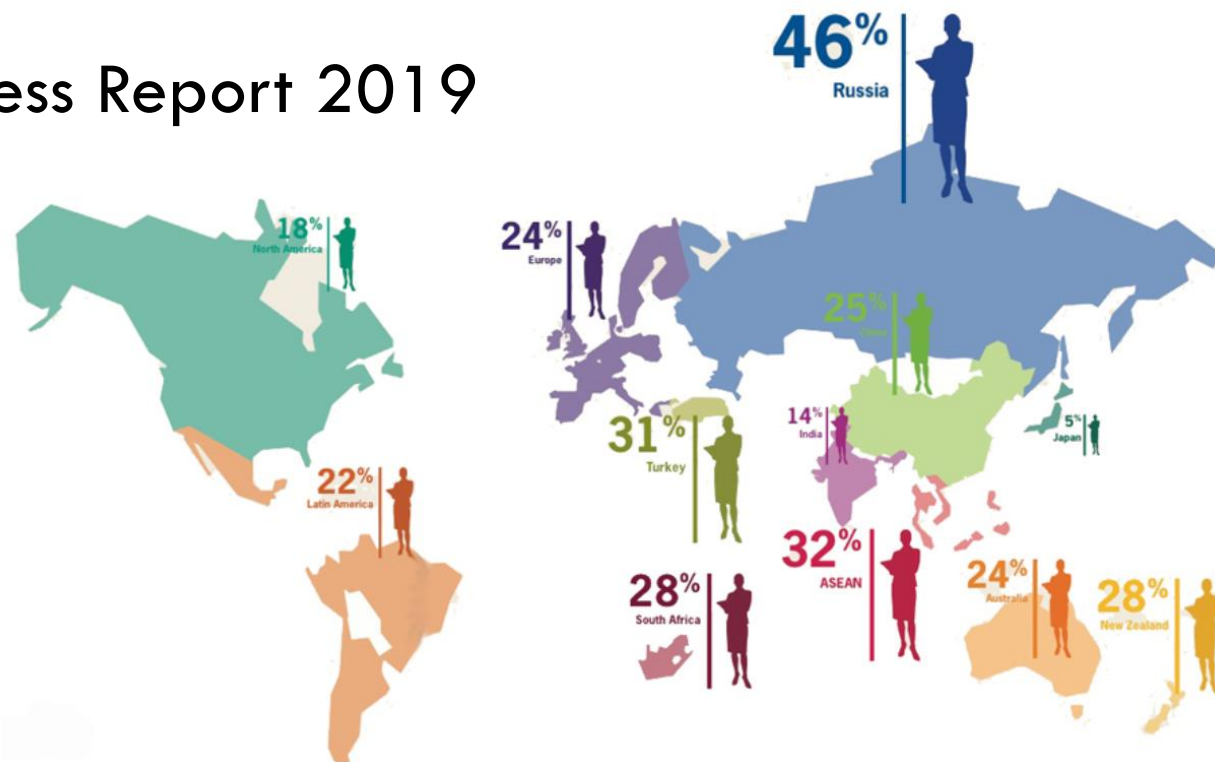 ess Report 2019
46%
Russia
18%
North America
24%
Europe
25%
China
14%
India
5%
Japan
31%
Turkey
22%
Latin America
32%
ASEAN
28%
South Africa
24%
Australia
28%
New Zealand